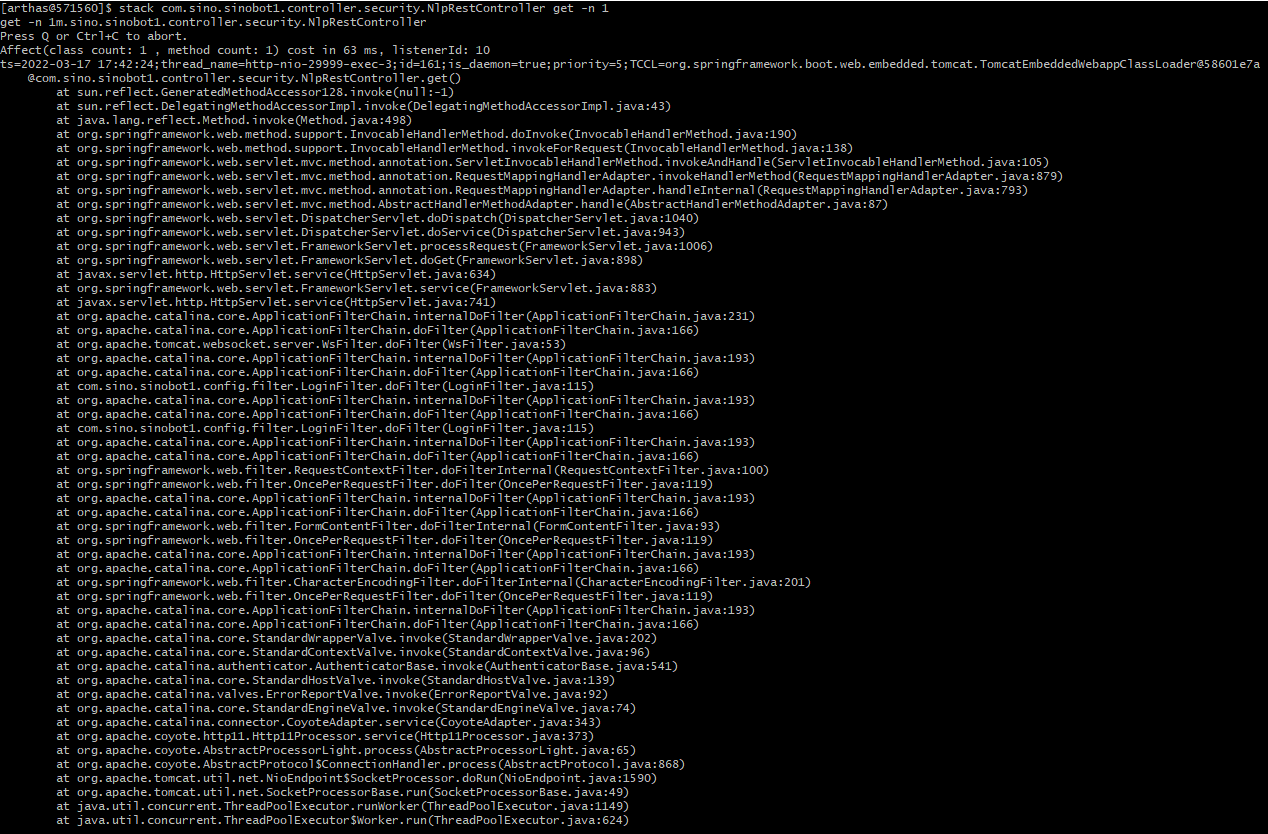 [arthas@571560]$ stack com.sino.sinobot1.controller.security.NlpRestController get -n 1
get -n 1m.sino.sinobot1.controller.security.NlpRestController
Press Q or Ctrl+C to abort.
Affect(class count: 1 , method count: 1) cost in 63 ms, listenerId: 10
ts=2022-03-17 17:42:24;thread_name=http-nio-29999-exec-3;id=161;is_daemon=true;priority=5;TCCL=org.springframework.boot.web.embedded.tomcat.TomcatEmbeddedWebappClassLoader@58601e7a
    @com.sino.sinobot1.controller.security.NlpRestController.get()
        at sun.reflect.GeneratedMethodAccessor128.invoke(null:-1)
        at sun.reflect.DelegatingMethodAccessorImpl.invoke(DelegatingMethodAccessorImpl.java:43)
        at java.lang.reflect.Method.invoke(Method.java:498)
        at org.springframework.web.method.support.InvocableHandlerMethod.doInvoke(InvocableHandlerMethod.java:190)
        at org.springframework.web.method.support.InvocableHandlerMethod.invokeForRequest(InvocableHandlerMethod.java:138)
        at org.springframework.web.servlet.mvc.method.annotation.ServletInvocableHandlerMethod.invokeAndHandle(ServletInvocableHandlerMethod.java:105)
        at org.springframework.web.servlet.mvc.method.annotation.RequestMappingHandlerAdapter.invokeHandlerMethod(RequestMappingHandlerAdapter.java:879)
        at org.springframework.web.servlet.mvc.method.annotation.RequestMappingHandlerAdapter.handleInternal(RequestMappingHandlerAdapter.java:793)
        at org.springframework.web.servlet.mvc.method.AbstractHandlerMethodAdapter.handle(AbstractHandlerMethodAdapter.java:87)
        at org.springframework.web.servlet.DispatcherServlet.doDispatch(DispatcherServlet.java:1040)
        at org.springframework.web.servlet.DispatcherServlet.doService(DispatcherServlet.java:943)
        at org.springframework.web.servlet.FrameworkServlet.processRequest(FrameworkServlet.java:1006)
        at org.springframework.web.servlet.FrameworkServlet.doGet(FrameworkServlet.java:898)
        at javax.servlet.http.HttpServlet.service(HttpServlet.java:634)
        at org.springframework.web.servlet.FrameworkServlet.service(FrameworkServlet.java:883)
        at javax.servlet.http.HttpServlet.service(HttpServlet.java:741)
        at org.apache.catalina.core.ApplicationFilterChain.internalDoFilter(ApplicationFilterChain.java:231)
        at org.apache.catalina.core.ApplicationFilterChain.doFilter(ApplicationFilterChain.java:166)
        at org.apache.tomcat.websocket.server.WsFilter.doFilter(WsFilter.java:53)
        at org.apache.catalina.core.ApplicationFilterChain.internalDoFilter(ApplicationFilterChain.java:193)
        at org.apache.catalina.core.ApplicationFilterChain.doFilter(ApplicationFilterChain.java:166)
        at com.sino.sinobot1.config.filter.LoginFilter.doFilter(LoginFilter.java:115)
        at org.apache.catalina.core.ApplicationFilterChain.internalDoFilter(ApplicationFilterChain.java:193)
        at org.apache.catalina.core.ApplicationFilterChain.doFilter(ApplicationFilterChain.java:166)
        at com.sino.sinobot1.config.filter.LoginFilter.doFilter(LoginFilter.java:115)
        at org.apache.catalina.core.ApplicationFilterChain.internalDoFilter(ApplicationFilterChain.java:193)
        at org.apache.catalina.core.ApplicationFilterChain.doFilter(ApplicationFilterChain.java:166)
        at org.springframework.web.filter.RequestContextFilter.doFilterInternal(RequestContextFilter.java:100)
        at org.springframework.web.filter.OncePerRequestFilter.doFilter(OncePerRequestFilter.java:119)
        at org.apache.catalina.core.ApplicationFilterChain.internalDoFilter(ApplicationFilterChain.java:193)
        at org.apache.catalina.core.ApplicationFilterChain.doFilter(ApplicationFilterChain.java:166)
        at org.springframework.web.filter.FormContentFilter.doFilterInternal(FormContentFilter.java:93)
        at org.springframework.web.filter.OncePerRequestFilter.doFilter(OncePerRequestFilter.java:119)
        at org.apache.catalina.core.ApplicationFilterChain.internalDoFilter(ApplicationFilterChain.java:193)
        at org.apache.catalina.core.ApplicationFilterChain.doFilter(ApplicationFilterChain.java:166)
        at org.springframework.web.filter.CharacterEncodingFilter.doFilterInternal(CharacterEncodingFilter.java:201)
        at org.springframework.web.filter.OncePerRequestFilter.doFilter(OncePerRequestFilter.java:119)
        at org.apache.catalina.core.ApplicationFilterChain.internalDoFilter(ApplicationFilterChain.java:193)
        at org.apache.catalina.core.ApplicationFilterChain.doFilter(ApplicationFilterChain.java:166)
        at org.apache.catalina.core.StandardWrapperValve.invoke(StandardWrapperValve.java:202)
        at org.apache.catalina.core.StandardContextValve.invoke(StandardContextValve.java:96)
        at org.apache.catalina.authenticator.AuthenticatorBase.invoke(AuthenticatorBase.java:541)
        at org.apache.catalina.core.StandardHostValve.invoke(StandardHostValve.java:139)
        at org.apache.catalina.valves.ErrorReportValve.invoke(ErrorReportValve.java:92)
        at org.apache.catalina.core.StandardEngineValve.invoke(StandardEngineValve.java:74)
        at org.apache.catalina.connector.CoyoteAdapter.service(CoyoteAdapter.java:343)
        at org.apache.coyote.http11.Http11Processor.service(Http11Processor.java:373)
        at org.apache.coyote.AbstractProcessorLight.process(AbstractProcessorLight.java:65)
        at org.apache.coyote.AbstractProtocol$ConnectionHandler.process(AbstractProtocol.java:868)
        at org.apache.tomcat.util.net.NioEndpoint$SocketProcessor.doRun(NioEndpoint.java:1590)
        at org.apache.tomcat.util.net.SocketProcessorBase.run(SocketProcessorBase.java:49)
        at java.util.concurrent.ThreadPoolExecutor.runWorker(ThreadPoolExecutor.java:1149)
        at java.util.concurrent.ThreadPoolExecutor$Worker.run(ThreadPoolExecutor.java:624)